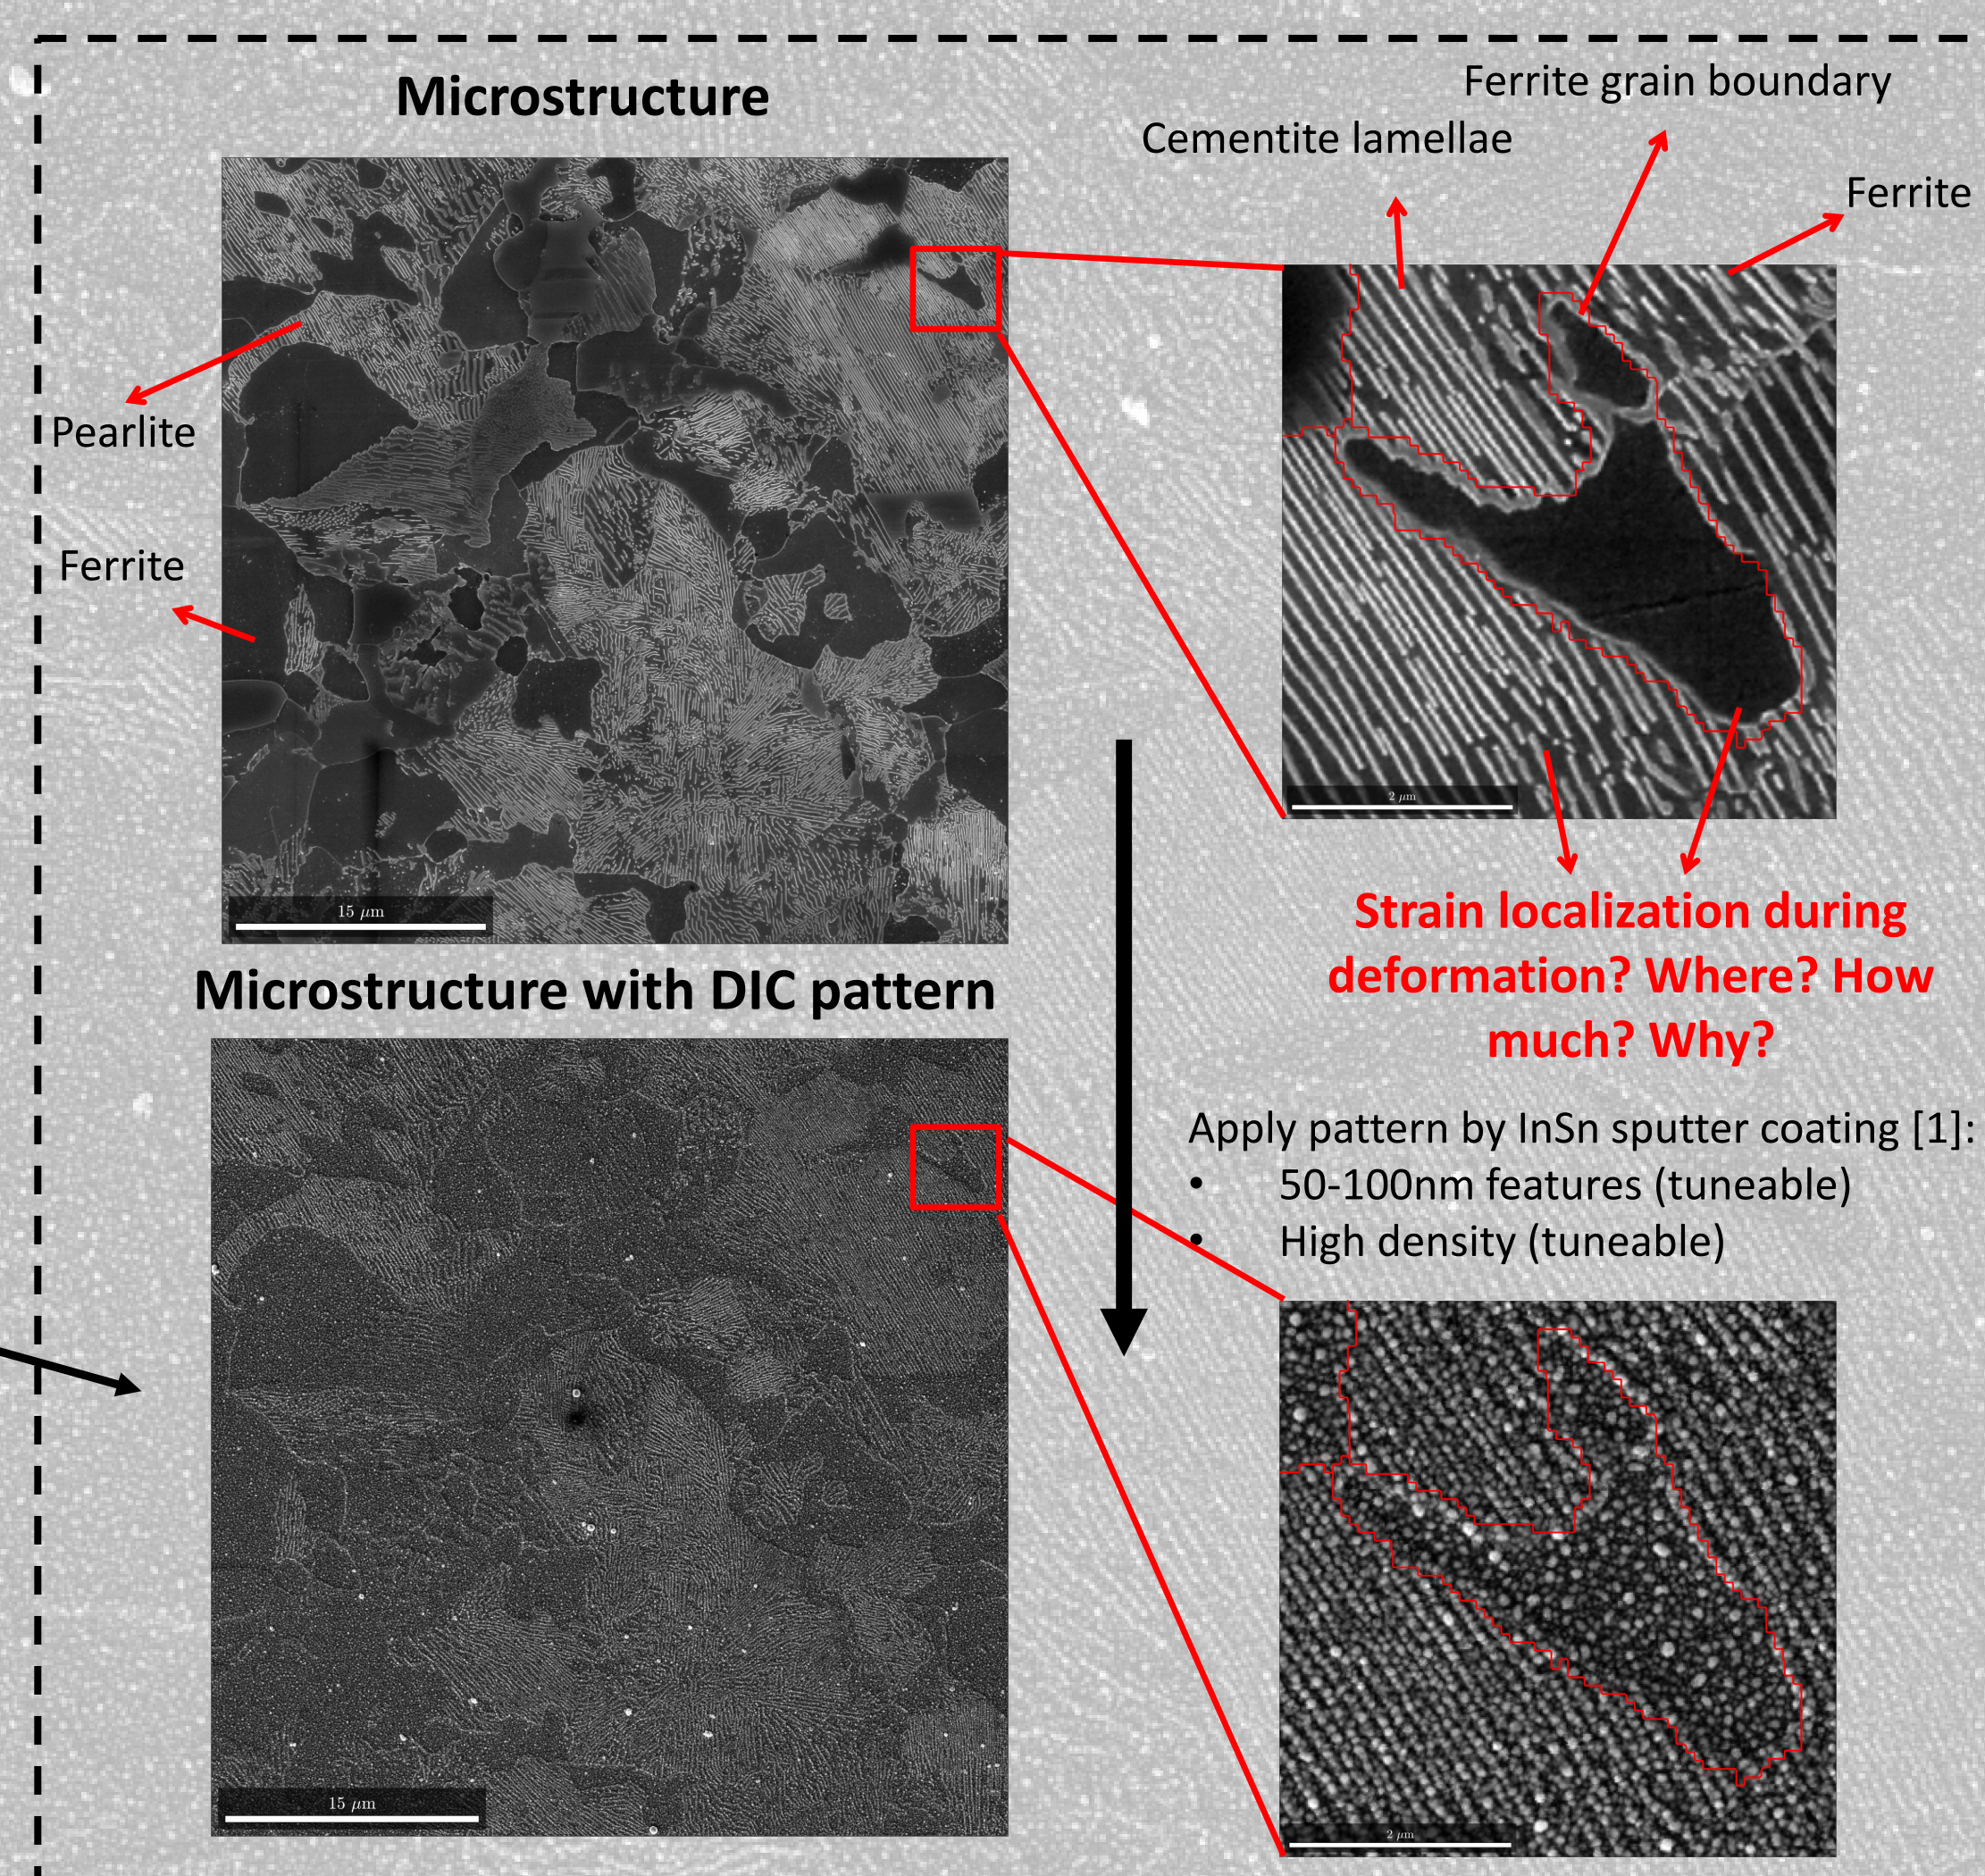 Microstructure
Ferrite grain boundary
Cementite lamellae
Ferrite
Pearlite
Ferrite
15 μm
2 μm
Strain localization during
deformation? Where? How
much? Why?
Microstructure with DIC pattern
Apply pattern by InSn sputter coating [1]:
• 50-100nm features (tuneable)
• High density (tuneable)
15 μm
2 μm